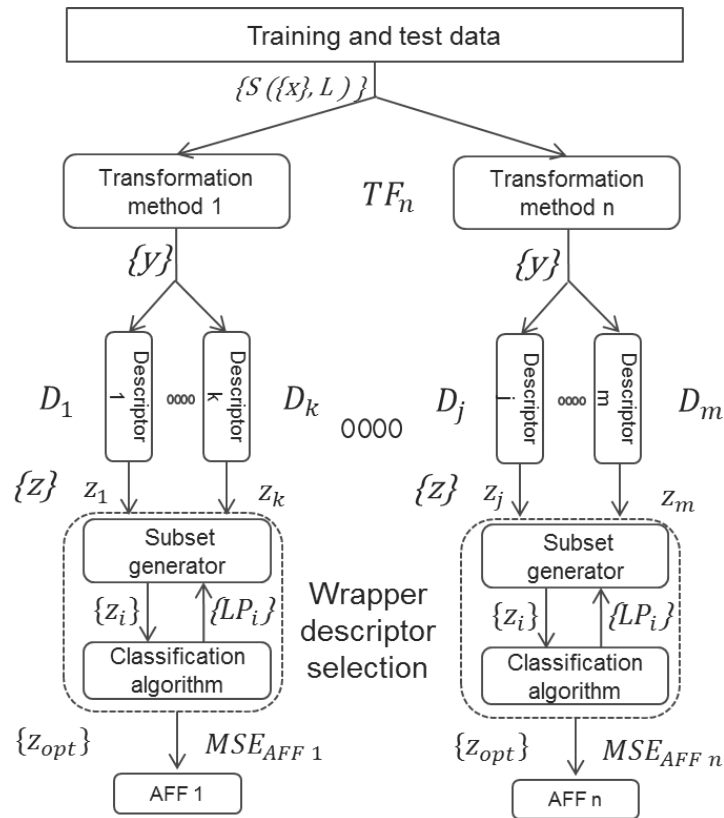 Training and test data
{S ({x}, L ) }
Transformation
method 1
TF_n
Transformation
method n
{y}
{y}
D_1
Descriptor
1
0000
Descriptor
k
D_k
0000
D_j
Descriptor
j
0000
Descriptor
m
D_m
{z}
z_1
z_k
{z}
z_j
z_m
Subset
generator
{z_i}
{LP_i}
Classification
algorithm
Wrapper
descriptor
selection
Subset
generator
{z_i}
{LP_i}
Classification
algorithm
{z_opt}
MSE_AFF 1
{z_opt}
MSE_AFF n
AFF 1
AFF n